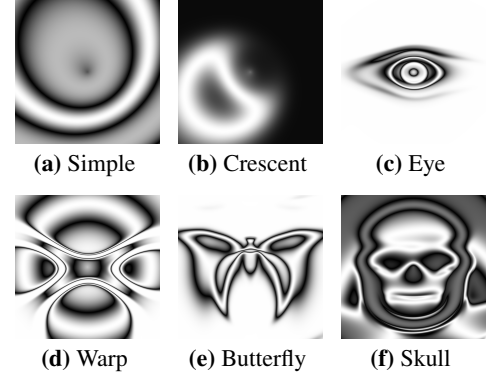 (a) Simple
(b) Crescent
(c) Eye
(d) Warp
(e) Butterfly
(f) Skull